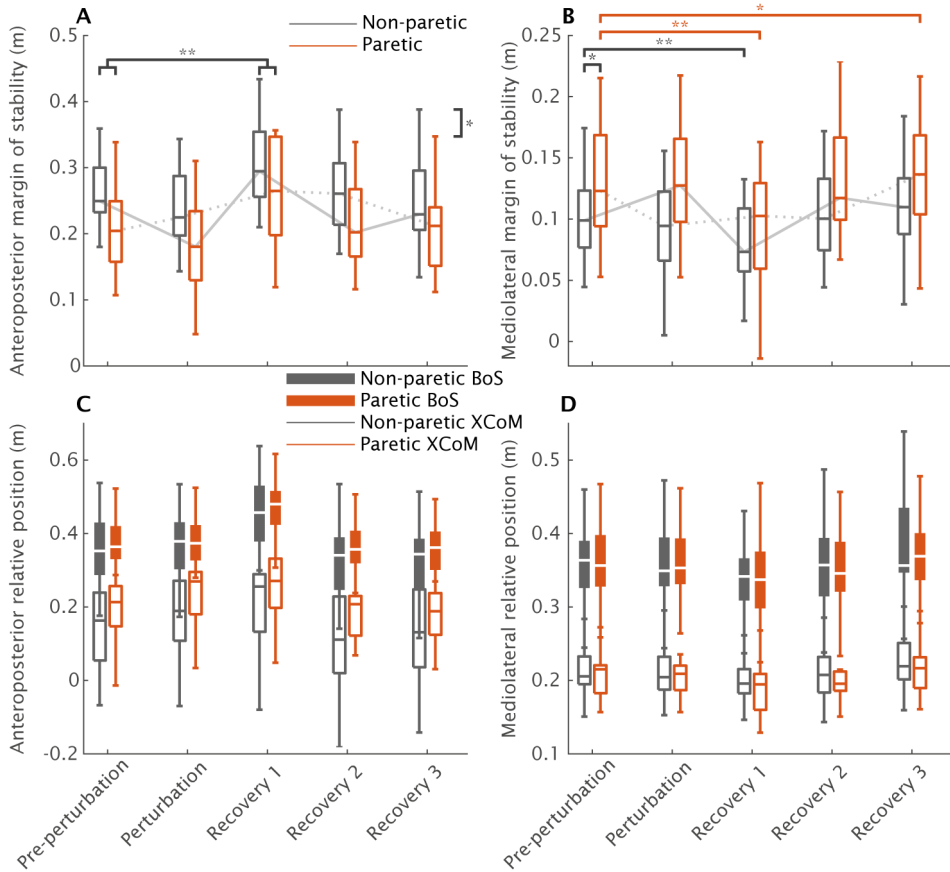 A
Non-paretic
Paretic
Anteroposterior margin of stability (m)
0.5
0.4
0.3
0.2
0.1
0
**
*
B
Mediolateral margin of stability (m)
0.25
0.2
0.15
0.1
0.05
0
*
**
**
*
C
Non-paretic BoS
Paretic BoS
Non-paretic XCoM
Paretic XCoM
Anterior relative position (m)
0.6
0.4
0.2
0
-0.2
Pre-perturbation
Perturbation
Recovery 1
Recovery 2
Recovery 3
D
Mediolateral relative position (m)
0.5
0.4
0.3
0.2
0.1
Pre-perturbation
Perturbation
Recovery 1
Recovery 2
Recovery 3